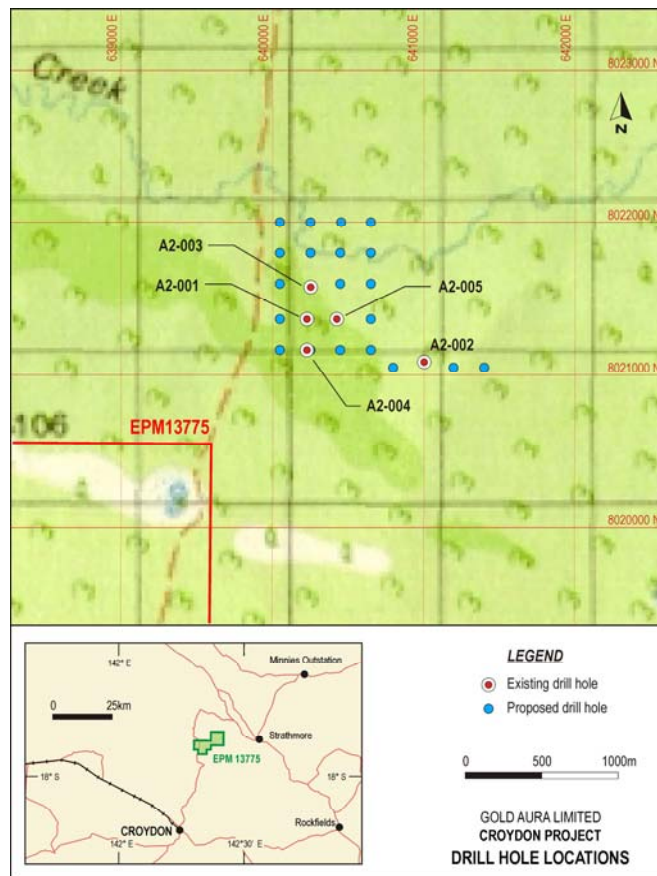 639000 E
640000 E
641000 E
642000 E
8023000 N
Creek
N
8022000 N
A2-003
A2-001
A2-005
A2-002
8021000 N
A2-004
106
EPM13775
8020000 N
142° E
Minnies Outstation
0 25km
Strathmore
EPM 13775
18° S
18° S
CROYDON
Rockfields
142° E
142° 30' E
LEGEND
Existing drill hole
Proposed drill hole
0 500 1000m
GOLD AURA LIMITED
CROYDON PROJECT
DRILL HOLE LOCATIONS